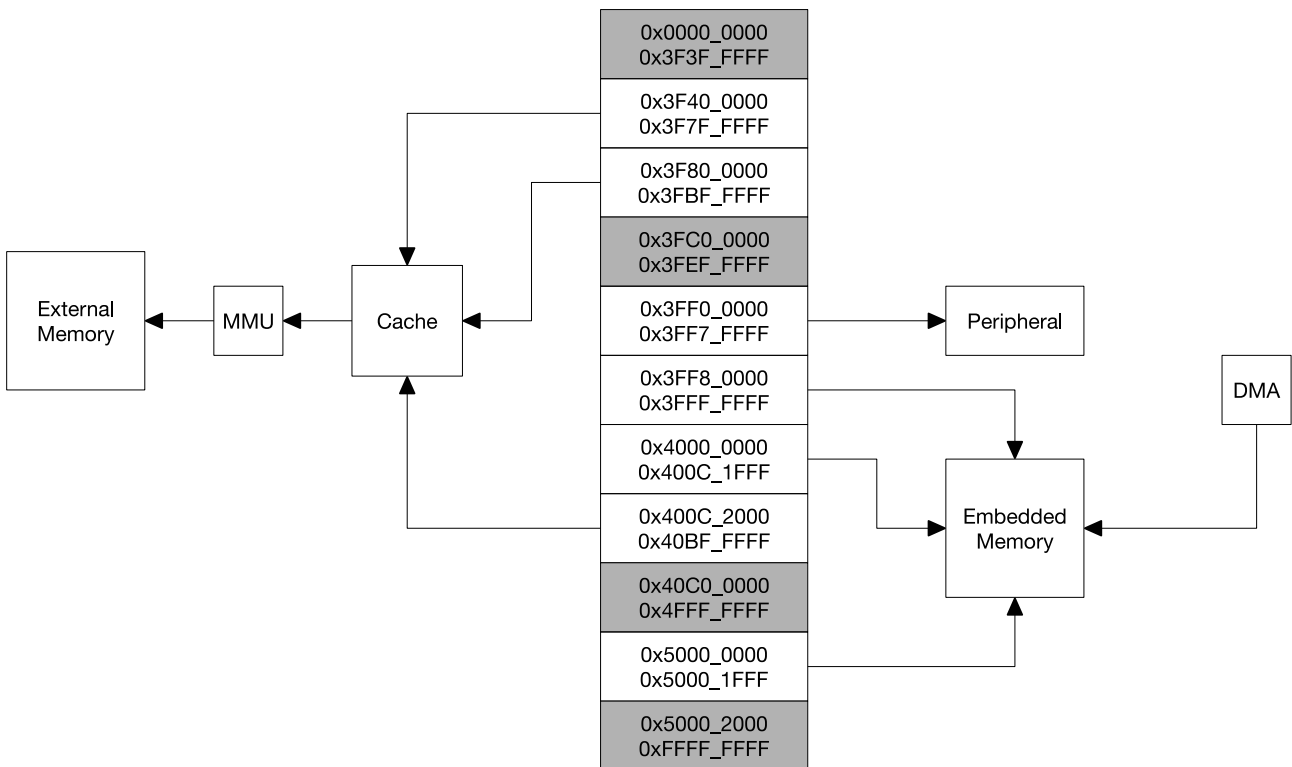 0x0000_0000
0x3F3F_FFFF
0x3F40_0000
0x3F7F_FFFF
0x3F80_0000
0x3FBF_FFFF
0x3FC0_0000
0x3FEF_FFFF
External
Memory
MMU
Cache
0x3FF0_0000
0x3FF7_FFFF
Peripheral
0x3FF8_0000
0x3FFF_FFFF
DMA
0x4000_0000
0x400C_1FFF
0x400C_2000
0x40BF_FFFF
Embedded
Memory
0x40C0_0000
0x4FFF_FFFF
0x5000_0000
0x5000_1FFF
0x5000_2000
0xFFFF_FFFF